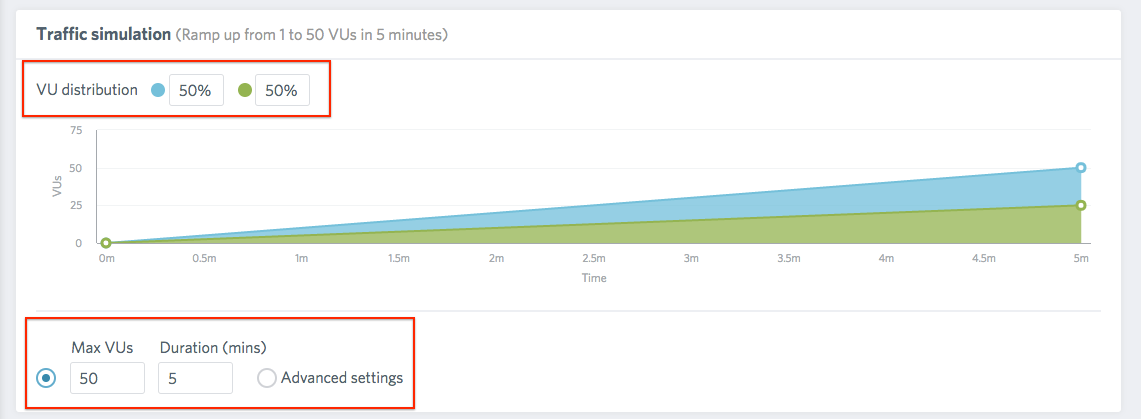 Traffic simulation (Ramp up from 1 to 50 VUs in 5 minutes)
VU distribution 50% 50%
75
50
25
0
VUs
0m 0.5m 1m 1.5m 2m 2.5m 3m 3.5m 4m 4.5m 5m
Time
Max VUs Duration (mins)
50 5 Advanced settings